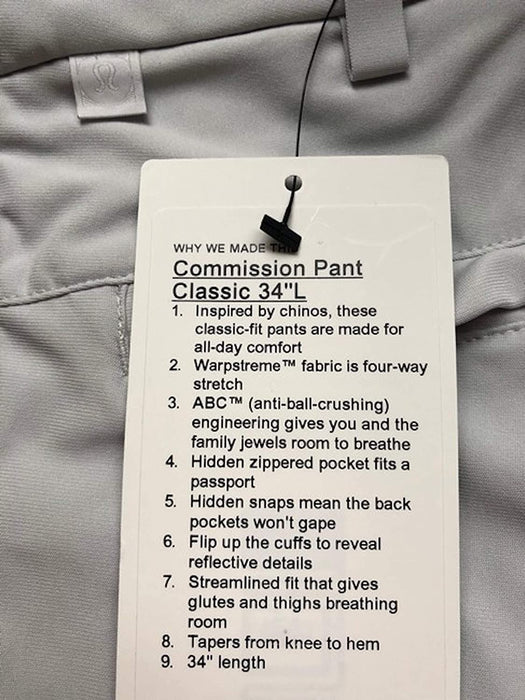 WHY WE MADE THIS
Commission Pant
Classic 34"L
1. Inspired by chinos, these
classic-fit pants are made for
all-day comfort
2. Warpstreme™ fabric is four-way
stretch
3. ABC™ (anti-ball-crushing)
engineering gives you and the
family jewels room to breathe
4. Hidden zippered pocket fits a
passport
5. Hidden snaps mean the back
pockets won't gape
6. Flip up the cuffs to reveal
reflective details
7. Streamlined fit that gives
glutes and thighs breathing
room
8. Tapers from knee to hem
9. 34" length